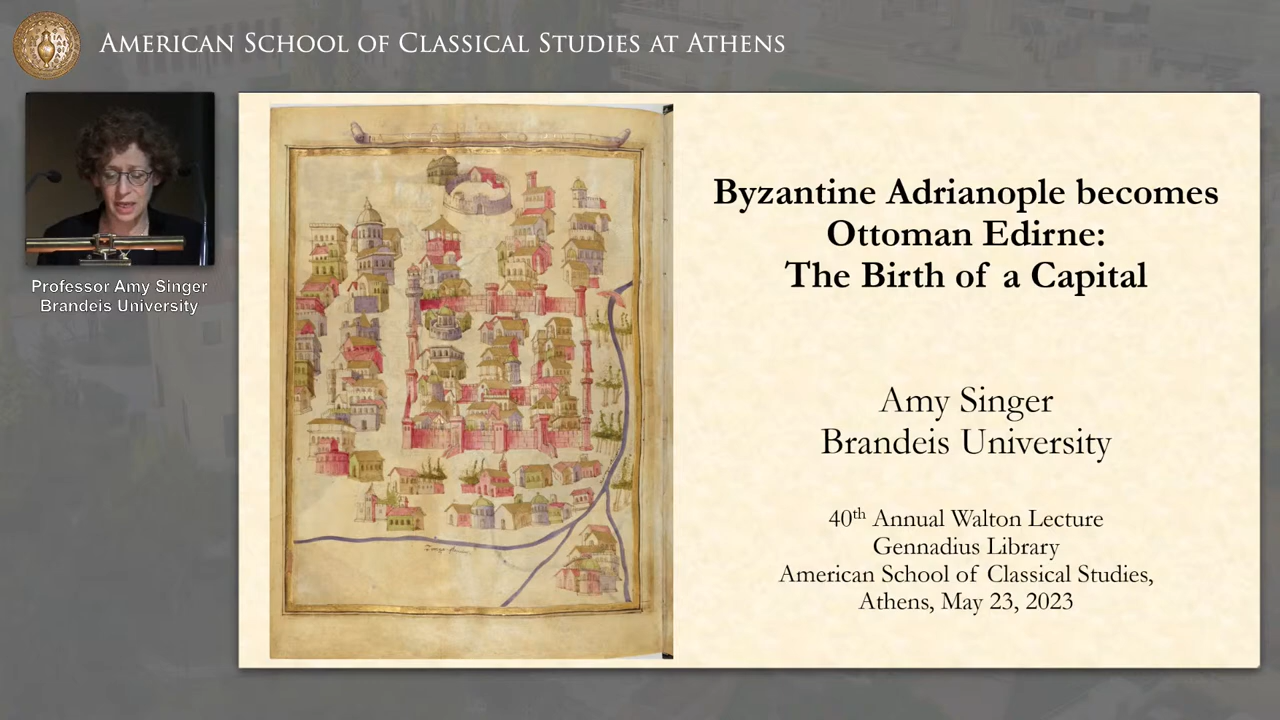 AMERICAN SCHOOL OF CLASSICAL STUDIES AT ATHENS
Professor Amy Singer
Brandeis University
Byzantine Adrianople becomes
Ottoman Edirne:
The Birth of a Capital
Amy Singer
Brandeis University
40th Annual Walton Lecture
Gennadius Library
American School of Classical Studies,
Athens, May 23, 2023